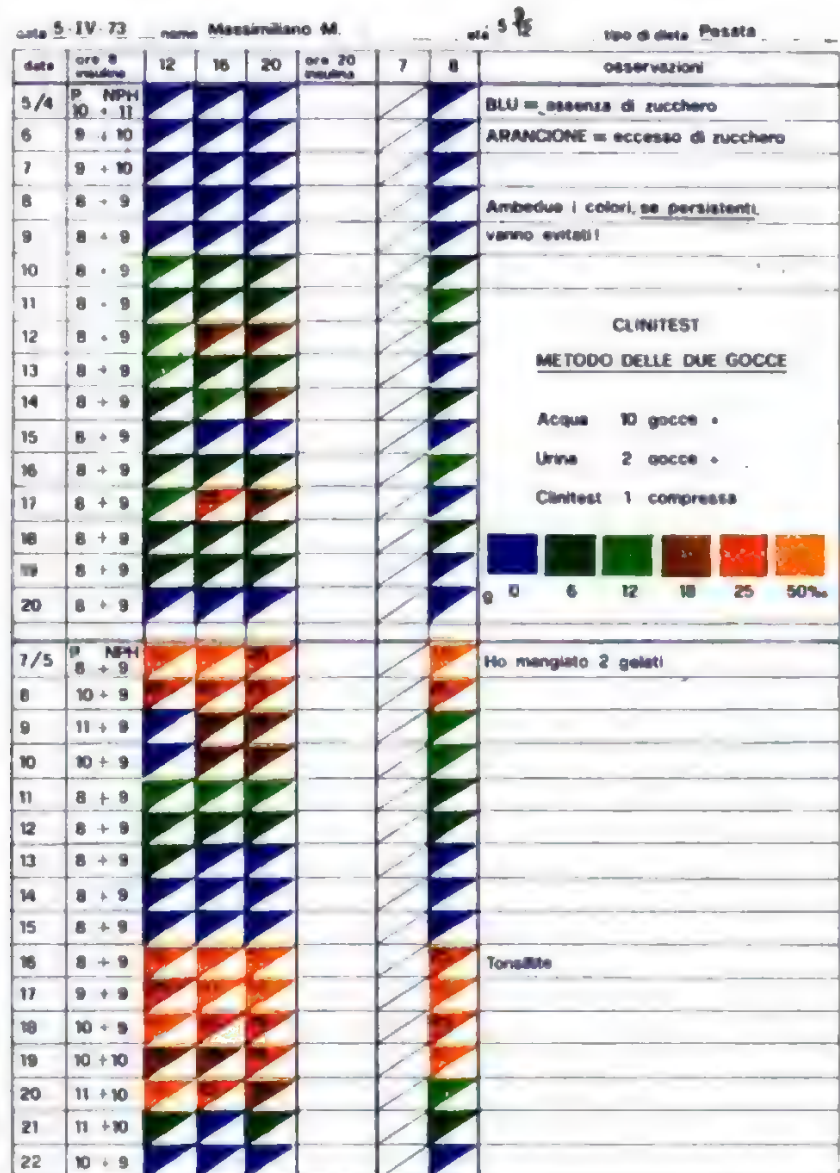 data 5-IV-73 nome Massimiliano M. età 5 9/12 tipo di dieta Pesata
date ore 8 insulina 12 16 20 ore 20 insulina 7 8 osservazioni
5/4 P. NPH 10 + 11 BLU = assenza di zucchero
6 9 + 10 ARANCIONE = eccesso di zucchero
7 9 + 10
8 8 + 9 Ambedue i colori, se persistenti,
9 8 + 9 vanno evitati!
10 8 + 9
11 8 + 9
12 8 + 9 CLINITEST
13 8 + 9 METODO DELLE DUE GOCCE
14 8 + 9 Acqua 10 gocce +
15 8 + 9
16 8 + 9 Urina 2 gocce +
17 8 + 9 Clinitest 1 compressa
18 8 + 9
19 8 + 9
20 8 + 9 g 0 6 12 18 25 50‰
7/5 P. NPH 8 + 9 Ho mangiato 2 gelati
8 10 + 9
9 11 + 9
10 10 + 9
11 8 + 9
12 8 + 9
13 8 + 9
14 8 + 9
15 8 + 9
16 8 + 9 Tonsillite
17 9 + 9
18 10 + 9
19 10 + 10
20 11 + 10
21 11 + 10
22 10 + 9